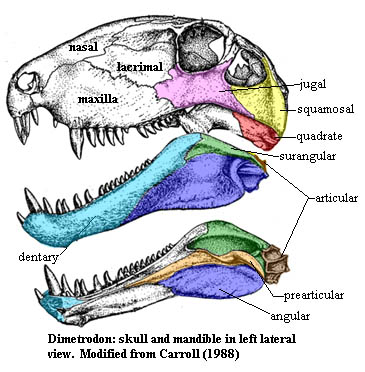 nasal
lacrimal
maxilla
jugal
squamosal
quadrate
surangular
articular
dentary
prearticular
angular
Dimetrodon: skull and mandible in left lateral
view. Modified from Carroll (1988)